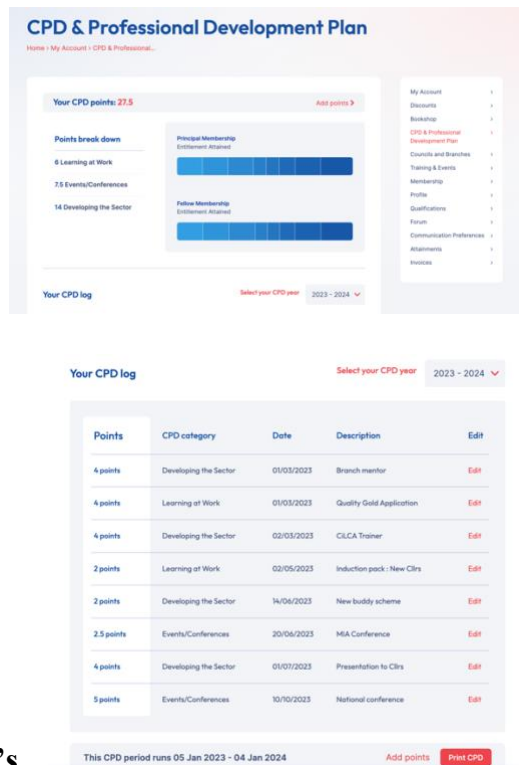 CPD & Professional Development Plan
Home › My Account › CPD & Professional...
Your CPD points: 27.5
Add points
Points break down
6 Learning at Work
7.5 Events/Conferences
14 Developing the Sector
Principal Membership
Entitlement Attained
Fellow Membership
Entitlement Attained
My Account
Discounts
Bookshop
CPD & Professional
Development Plan
Councils and Branches
Training & Events
Membership
Profile
Qualifications
Forum
Communication Preferences
Attainments
Invoices
Your CPD log
Select your CPD year
2023 - 2024
Your CPD log
Select your CPD year
2023 - 2024
Points CPD category Date Description Edit
4 points Developing the Sector 01/03/2023 Branch mentor Edit
4 points Learning at Work 01/03/2023 Quality Gold Application Edit
4 points Developing the Sector 02/03/2023 CiLCA Trainer Edit
2 points Learning at Work 02/05/2023 Induction pack : New Cllrs Edit
2 points Developing the Sector 14/06/2023 New buddy scheme Edit
2.5 points Events/Conferences 20/06/2023 MIA Conference Edit
4 points Developing the Sector 01/07/2023 Presentation to Cllrs Edit
5 points Events/Conferences 10/10/2023 National conference Edit
's
This CPD period runs 05 Jan 2023 - 04 Jan 2024
Add points
Print CPD